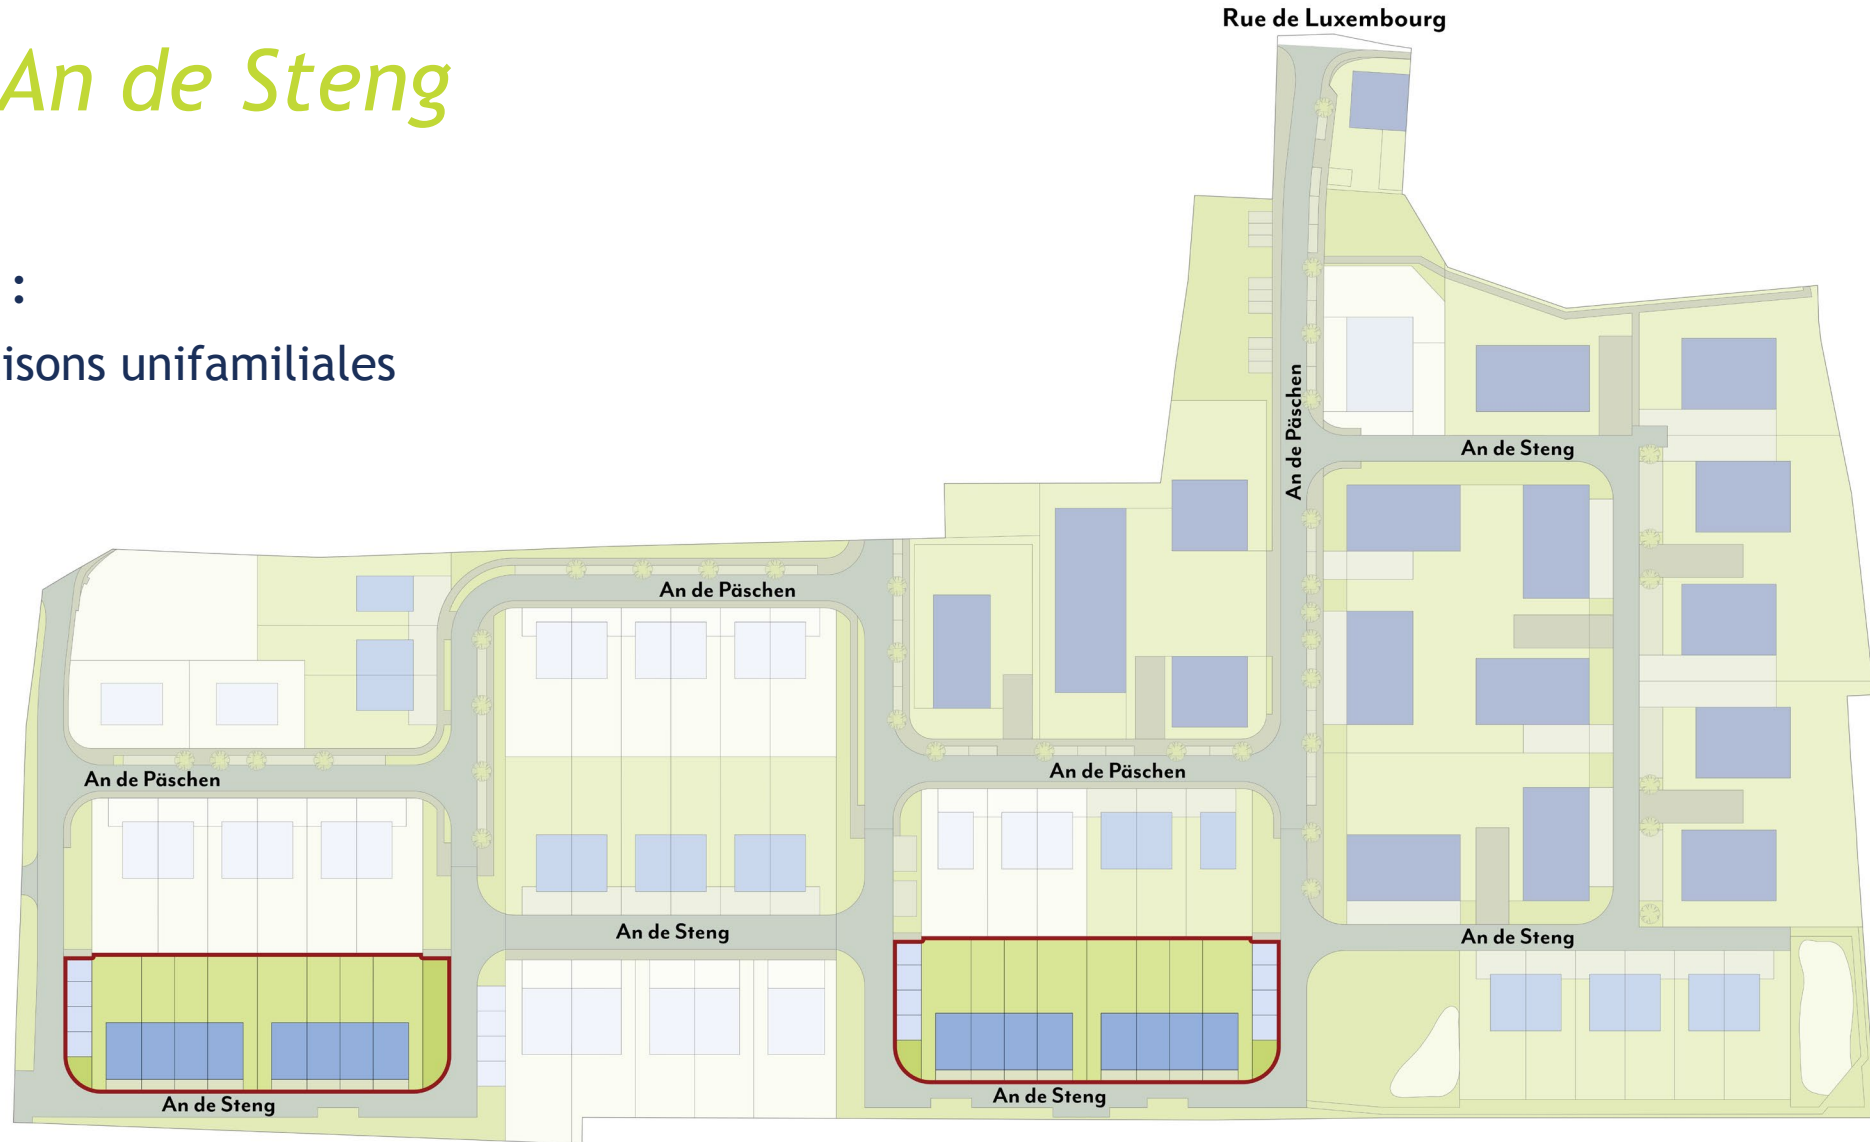 Rue de Luxembourg
An de Steng
:
isons unifamiliales
An de Päschen
An de Steng
An de Päschen
An de Päschen
An de Päschen
An de Steng
An de Steng
An de Steng
An de Steng